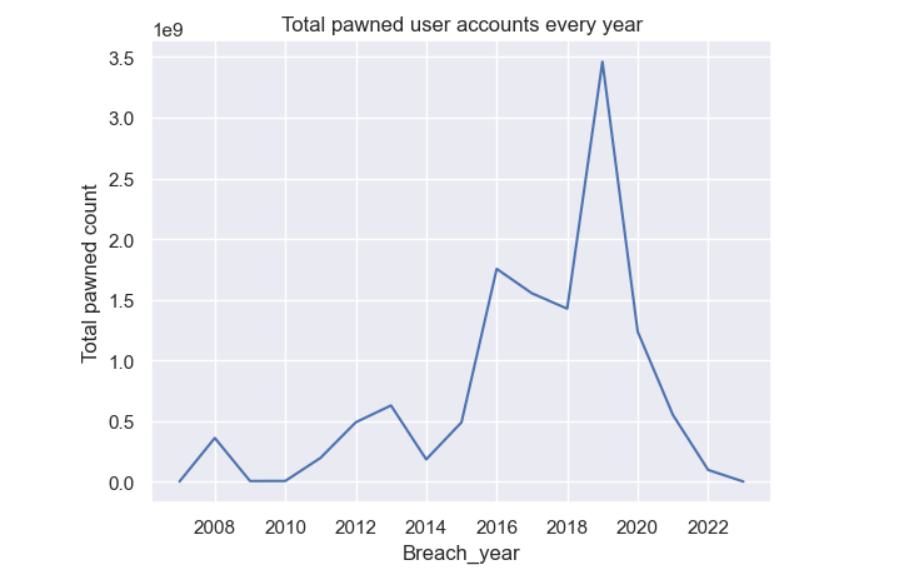 Total pawned user accounts every year
1e9
3.5
3.0
2.5
2.0
1.5
1.0
0.5
0.0
Total pawned count
2008 2010 2012 2014 2016 2018 2020 2022
Breach_year